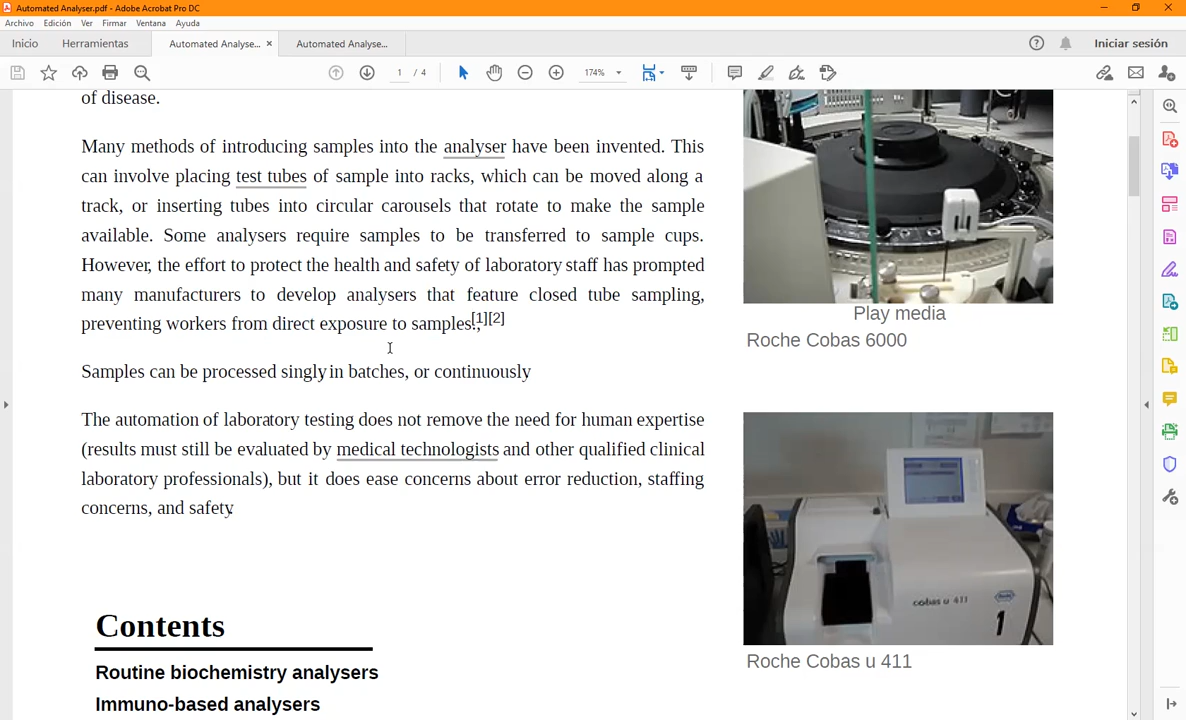 Automated Analyser.pdf - Adobe Acrobat Pro DC
Archivo Edición Ver Firmar Ventana Ayuda
Inicio Herramientas Automated Analyse... × Automated Analyse... Iniciar sesión
1 / 4 174%
of disease.
Many methods of introducing samples into the analyser have been invented. This
can involve placing test tubes of sample into racks, which can be moved along a
track, or inserting tubes into circular carousels that rotate to make the sample
available. Some analysers require samples to be transferred to sample cups.
However, the effort to protect the health and safety of laboratory staff has prompted
many manufacturers to develop analysers that feature closed tube sampling,
preventing workers from direct exposure to samples.,[1][2]
Samples can be processed singly in batches, or continuously
The automation of laboratory testing does not remove the need for human expertise
(results must still be evaluated by medical technologists and other qualified clinical
laboratory professionals), but it does ease concerns about error reduction, staffing
concerns, and safety.
Contents
Routine biochemistry analysers
Immuno-based analysers
Play media
Roche Cobas 6000
cobas u 411
Roche
1
Roche Cobas u 411